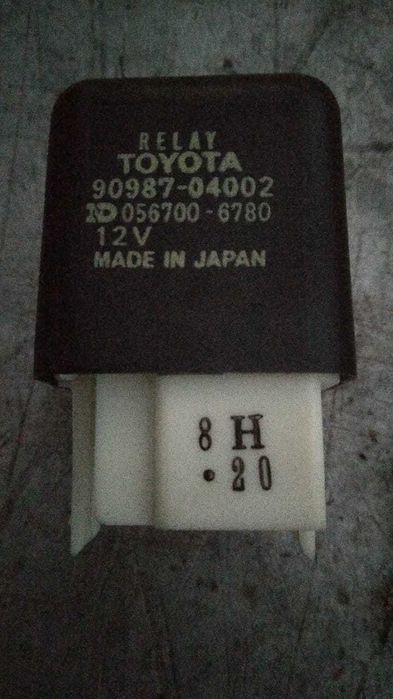 RELAY
TOYOTA
90987-04002
ND 056700-6780
12V
MADE IN JAPAN
8 H
·20